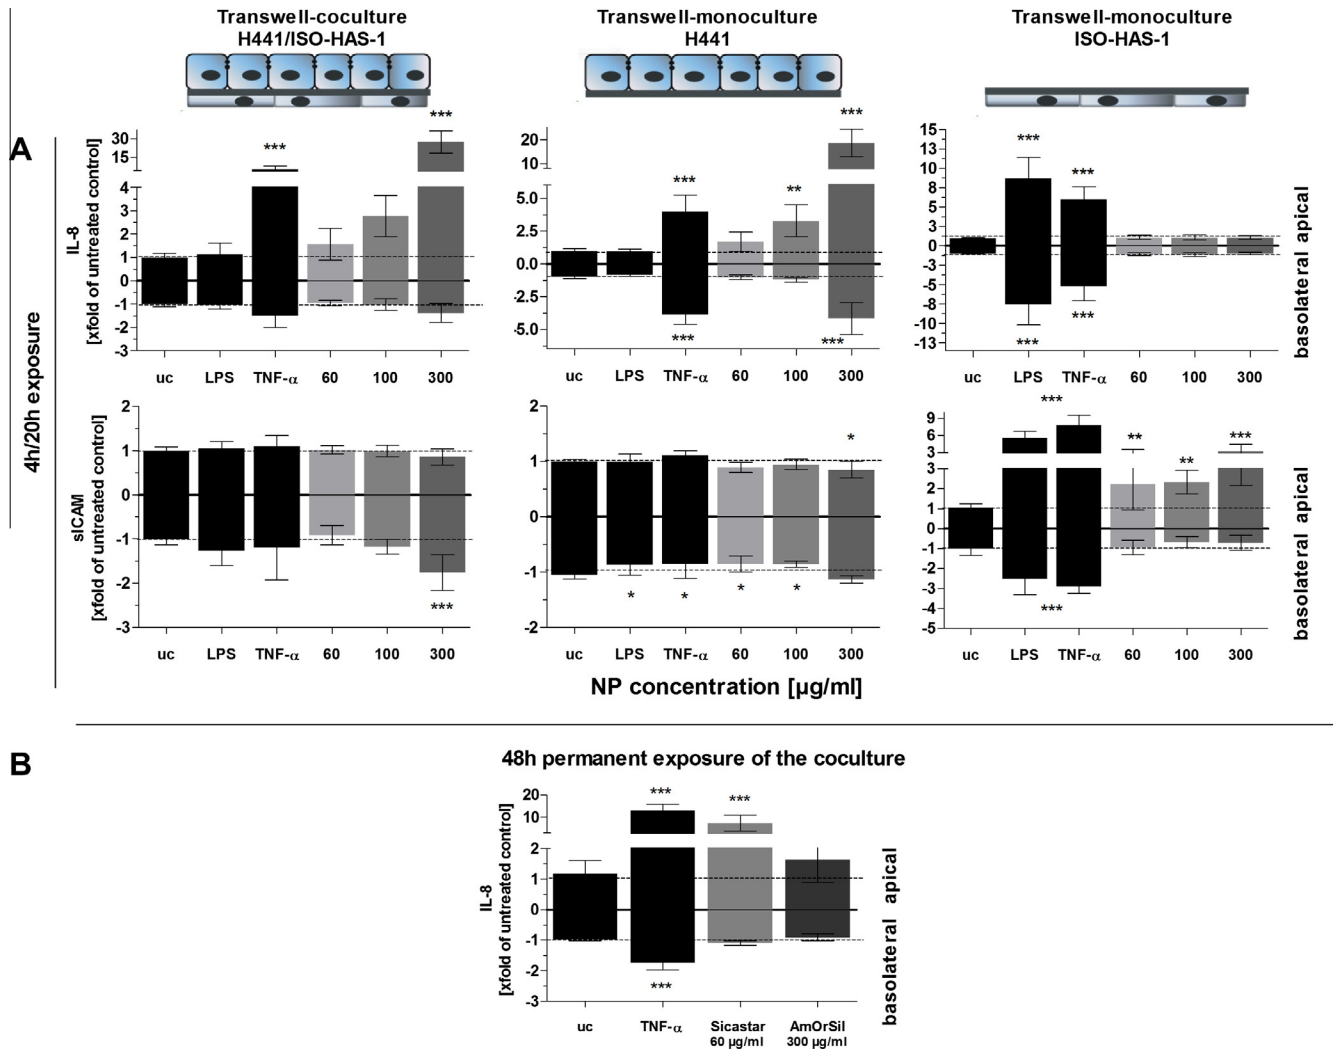 Transwell-coculture
H441/ISO-HAS-1
Transwell-monoculture
H441
Transwell-monoculture
ISO-HAS-1
A
4h/20h exposure
IL-8
[xfold of untreated control]
30
15
4
3
2
1
0
-1
-2
-3
***
***
uc LPS TNF-α 60 100 300
20
10
5.0
2.5
0.0
-2.5
-5.0
***
**
***
***
***
uc LPS TNF-α 60 100 300
15
13
10
8
5
3
0
-3
-5
-8
-10
-13
***
***
***
***
uc LPS TNF-α 60 100 300
basolateral apical
sICAM
[xfold of untreated control]
2
1
0
-1
-2
-3
***
uc LPS TNF-α 60 100 300
2
1
0
-1
-2
*
* * * *
uc LPS TNF-α 60 100 300
9
6
3
3
2
1
0
-1
-2
-3
-4
-5
***
**
**
***
***
uc LPS TNF-α 60 100 300
basolateral apical
NP concentration [µg/ml]
B
48h permanent exposure of the coculture
IL-8
[xfold of untreated control]
20
10
2
1
0
-1
-2
-3
***
***
***
uc TNF-α Sicastar AmOrSil
60 µg/ml 300 µg/ml
basolateral apical